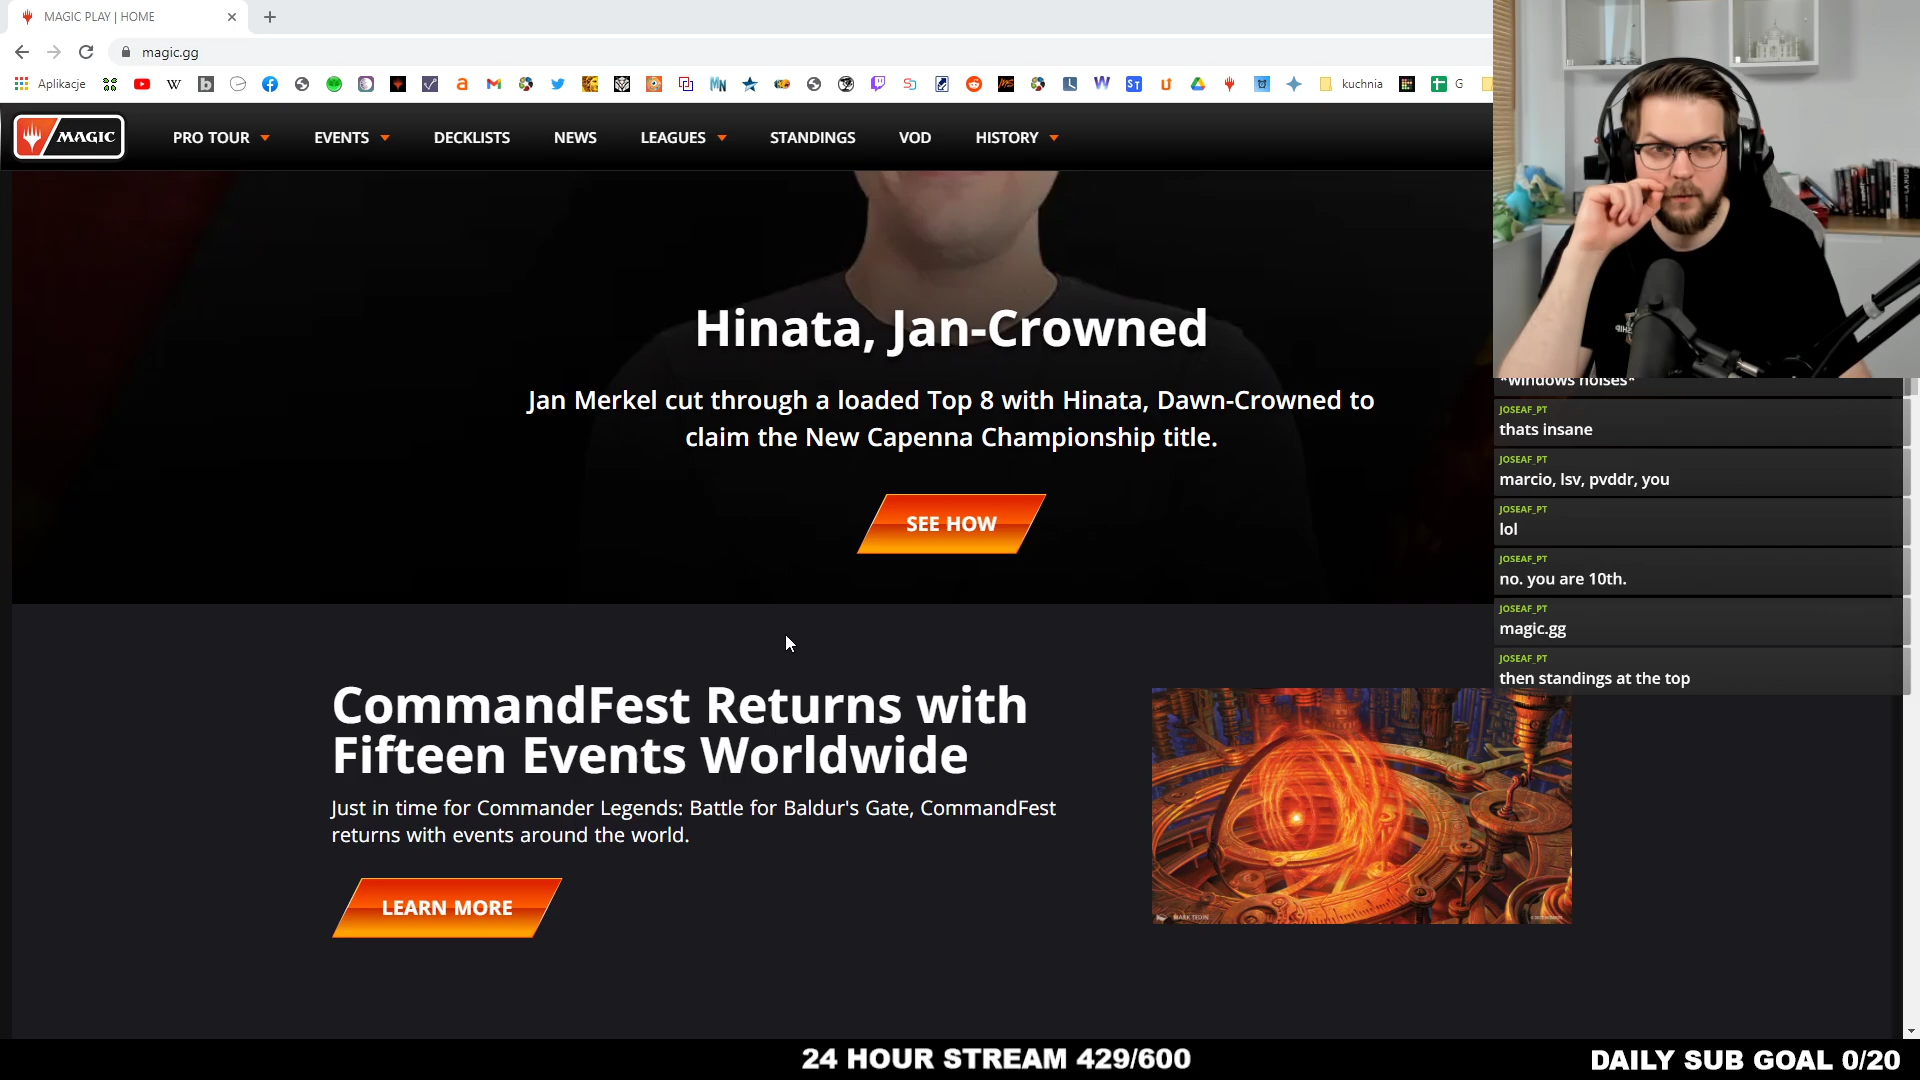 MAGIC PLAY | HOME
magic.gg
Aplikacje
kuchnia
G
MAGIC
PRO TOUR
EVENTS
DECKLISTS
NEWS
LEAGUES
STANDINGS
VOD
HISTORY
Hinata, Jan-Crowned
Jan Merkel cut through a loaded Top 8 with Hinata, Dawn-Crowned to
claim the New Capenna Championship title.
SEE HOW
CommandFest Returns with
Fifteen Events Worldwide
Just in time for Commander Legends: Battle for Baldur's Gate, CommandFest
returns with events around the world.
LEARN MORE
MARK TEDIN
*windows noises*
JOSEAF_PT
thats insane
JOSEAF_PT
marcio, lsv, pvddr, you
JOSEAF_PT
lol
JOSEAF_PT
no. you are 10th.
JOSEAF_PT
magic.gg
JOSEAF_PT
then standings at the top
24 HOUR STREAM 429/600
DAILY SUB GOAL 0/20